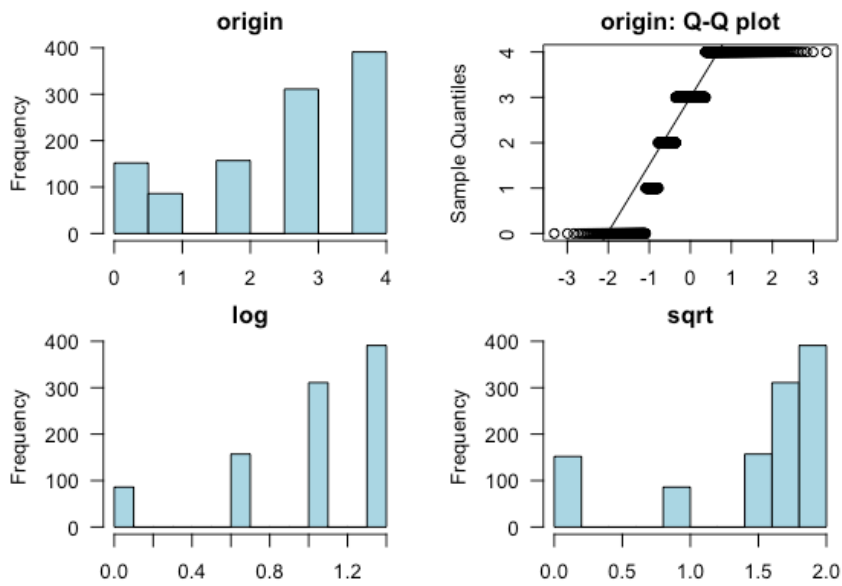 origin
Frequency
400
300
200
100
0
0 1 2 3 4
origin: Q-Q plot
Sample Quantiles
4
3
2
1
0
-3 -2 -1 0 1 2 3
log
Frequency
400
300
200
100
0
0.0 0.4 0.8 1.2
sqrt
Frequency
400
300
200
100
0
0.0 0.5 1.0 1.5 2.0